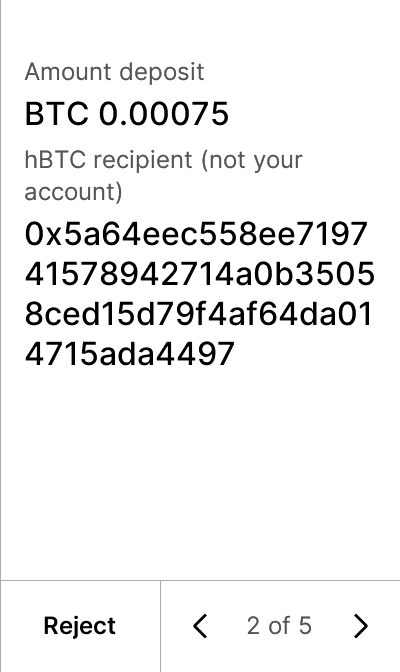 Amount deposit
BTC 0.00075
hBTC recipient (not your
account)
0x5a64eec558ee7197
41578942714a0b3505
8ced15d79f4af64da01
4715ada4497
Reject
2 of 5